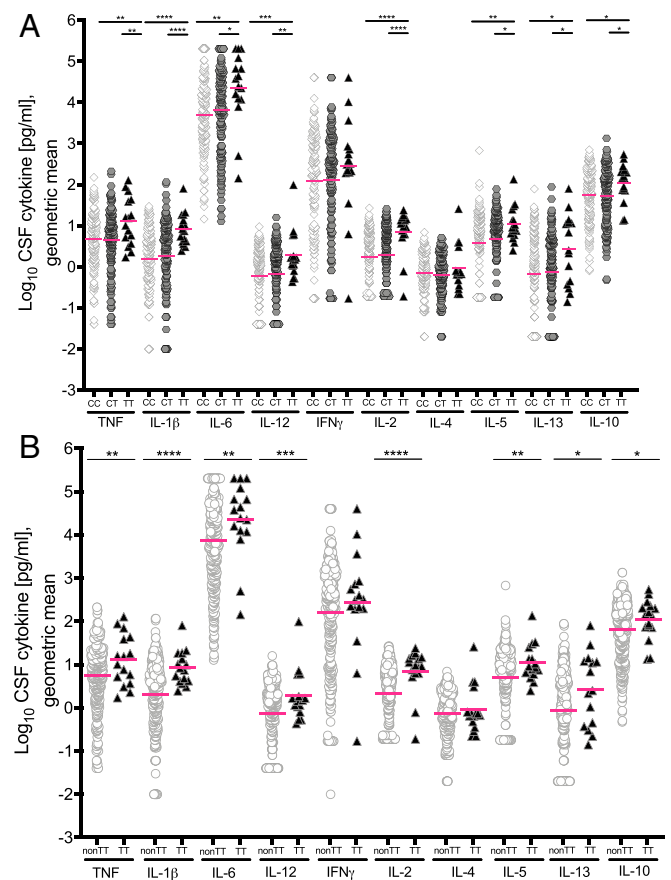 A
** **** ** *** **** ** * *
** **** * ** **** * * *
6
5
4
3
2
1
0
-1
-2
-3
Log10 CSF cytokine [pg/ml],
geometric mean
CC CT TT CC CT TT CC CT TT CC CT TT CC CT TT CC CT TT CC CT TT CC CT TT CC CT TT CC CT TT
TNF IL-1β IL-6 IL-12 IFNγ IL-2 IL-4 IL-5 IL-13 IL-10
B
** **** ** *** **** ** * *
6
5
4
3
2
1
0
-1
-2
-3
Log10 CSF cytokine [pg/ml],
geometric mean
nonTT TT nonTT TT nonTT TT nonTT TT nonTT TT nonTT TT nonTT TT nonTT TT nonTT TT nonTT TT
TNF IL-1β IL-6 IL-12 IFNγ IL-2 IL-4 IL-5 IL-13 IL-10